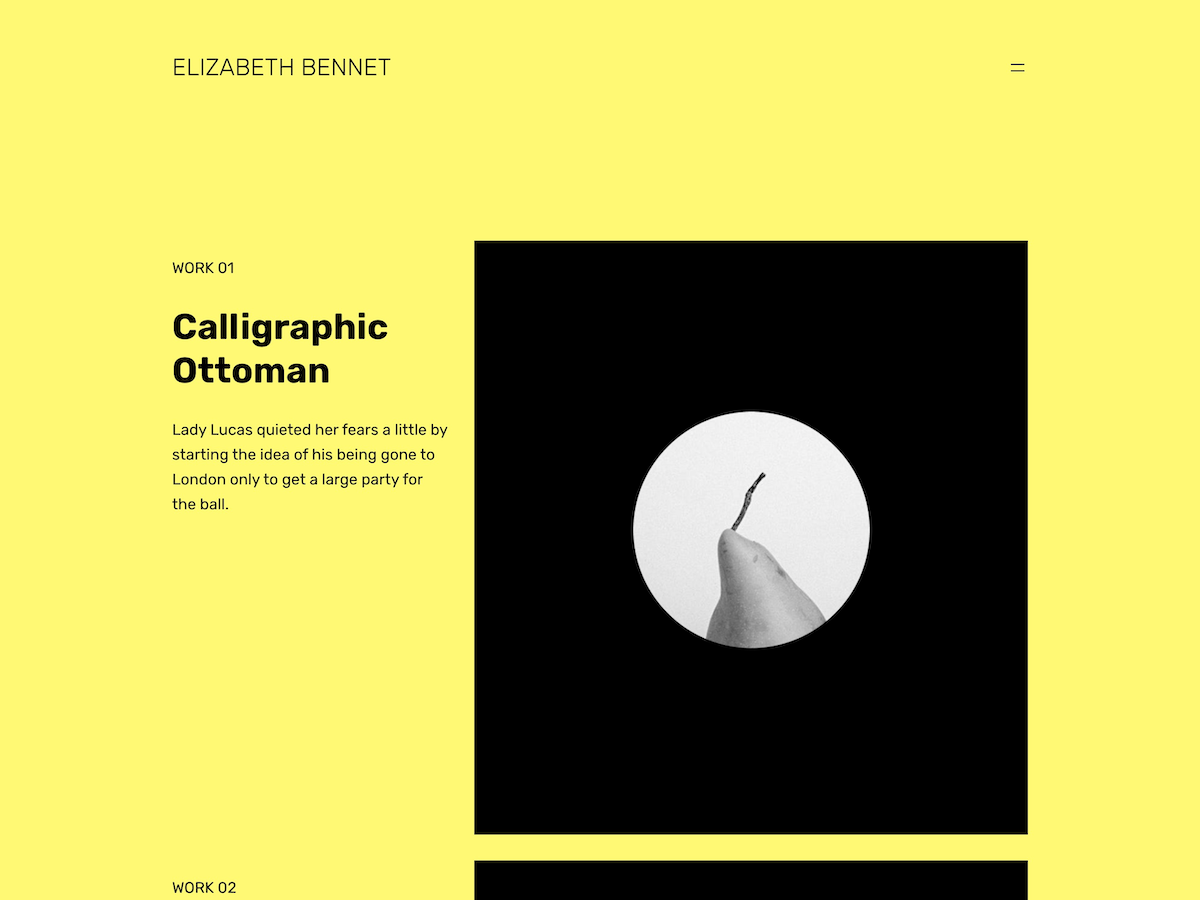 ELIZABETH BENNET
WORK 01
Calligraphic
Ottoman
Lady Lucas quieted her fears a little by
starting the idea of his being gone to
London only to get a large party for
the ball.
WORK 02